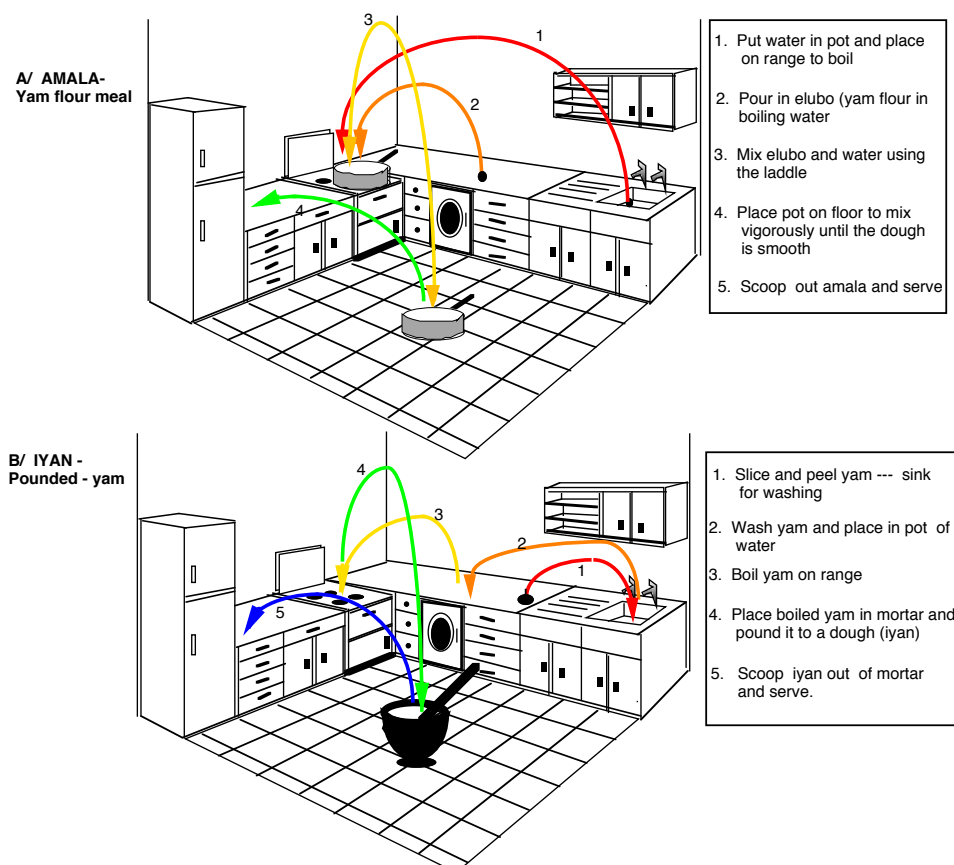 A/ AMALA-
Yam flour meal
3
1
2
4
1. Put water in pot and place
on range to boil
2. Pour in elubo (yam flour in
boiling water
3. Mix elubo and water using
the laddle
4. Place pot on floor to mix
vigorously until the dough
is smooth
5. Scoop out amala and serve
B/ IYAN -
Pounded - yam
4
3
2
1
5
1. Slice and peel yam --- sink
for washing
2. Wash yam and place in pot of
water
3. Boil yam on range
4. Place boiled yam in mortar and
pound it to a dough (iyan)
5. Scoop iyan out of mortar
and serve.